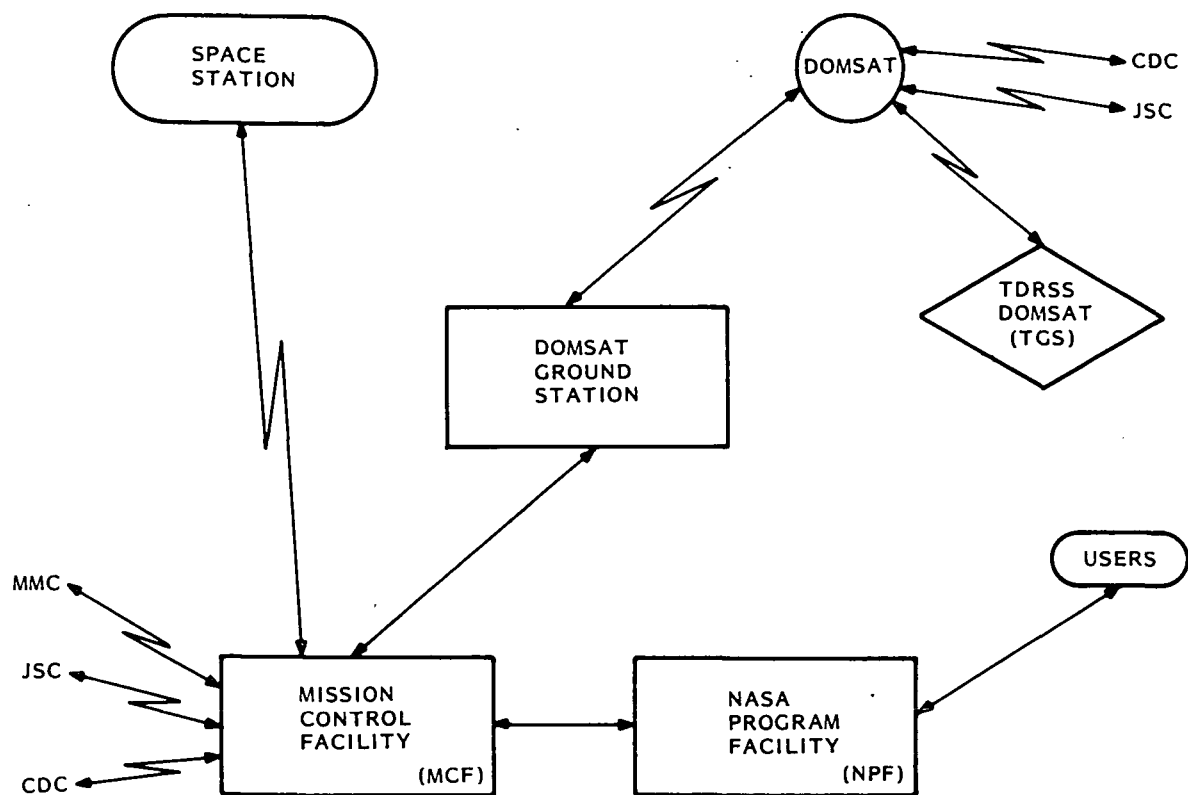 SPACE
STATION
DOMSAT
CDC
JSC
TDRSS
DOMSAT
(TGS)
DOMSAT
GROUND
STATION
USERS
MMC
JSC
CDC
MISSION
CONTROL
FACILITY
(MCF)
NASA
PROGRAM
FACILITY
(NPF)